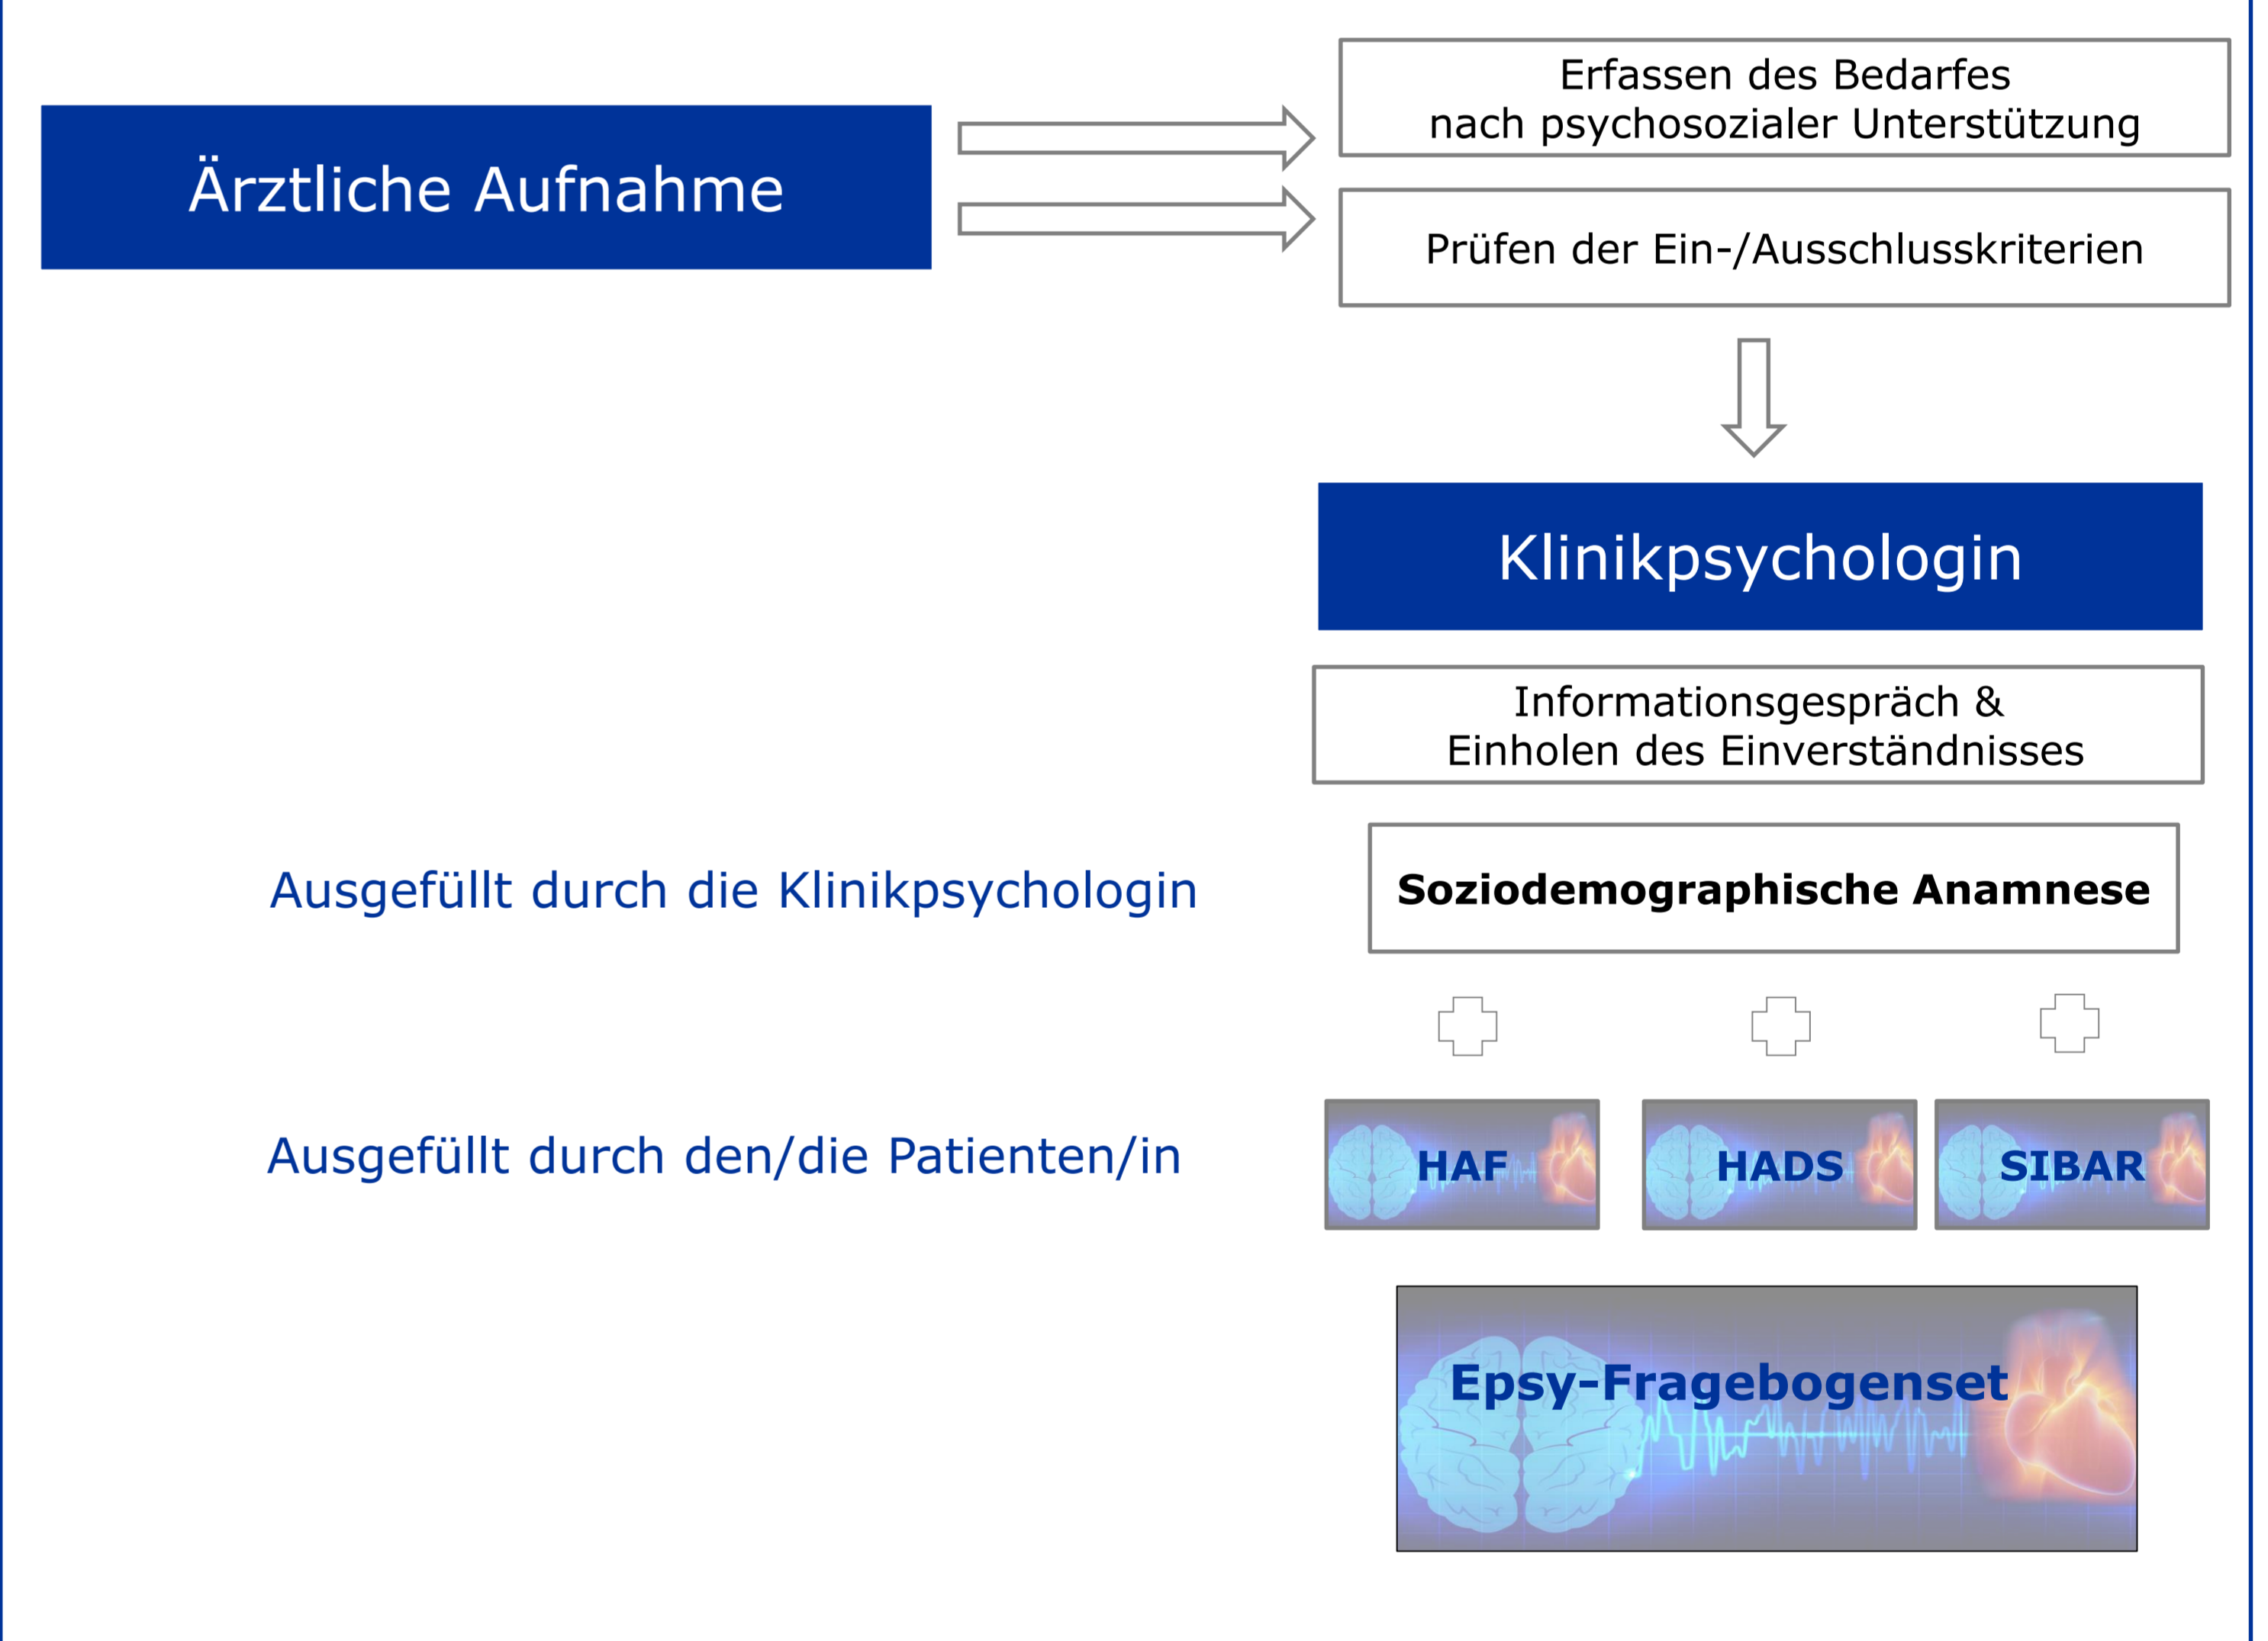 Erfassen des Bedarfes
nach psychosozialer Unterstützung
Ärztliche Aufnahme
Prüfen der Ein-/Ausschlusskriterien
Klinikpsychologin
Informationsgespräch &
Einholen des Einverständnisses
Ausgefüllt durch die Klinikpsychologin
Soziodemographische Anamnese
Ausgefüllt durch den/die Patienten/in
HAF
HADS
SIBAR
Epsy-Fragebogenset